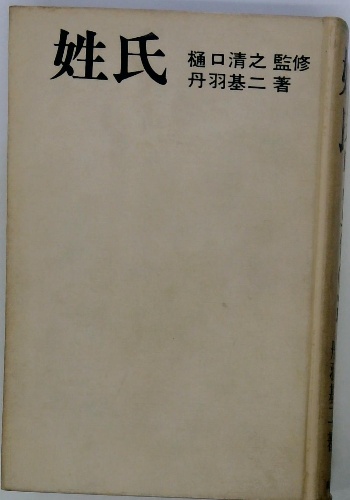 姓氏
樋口清之 監修
丹羽基二 著